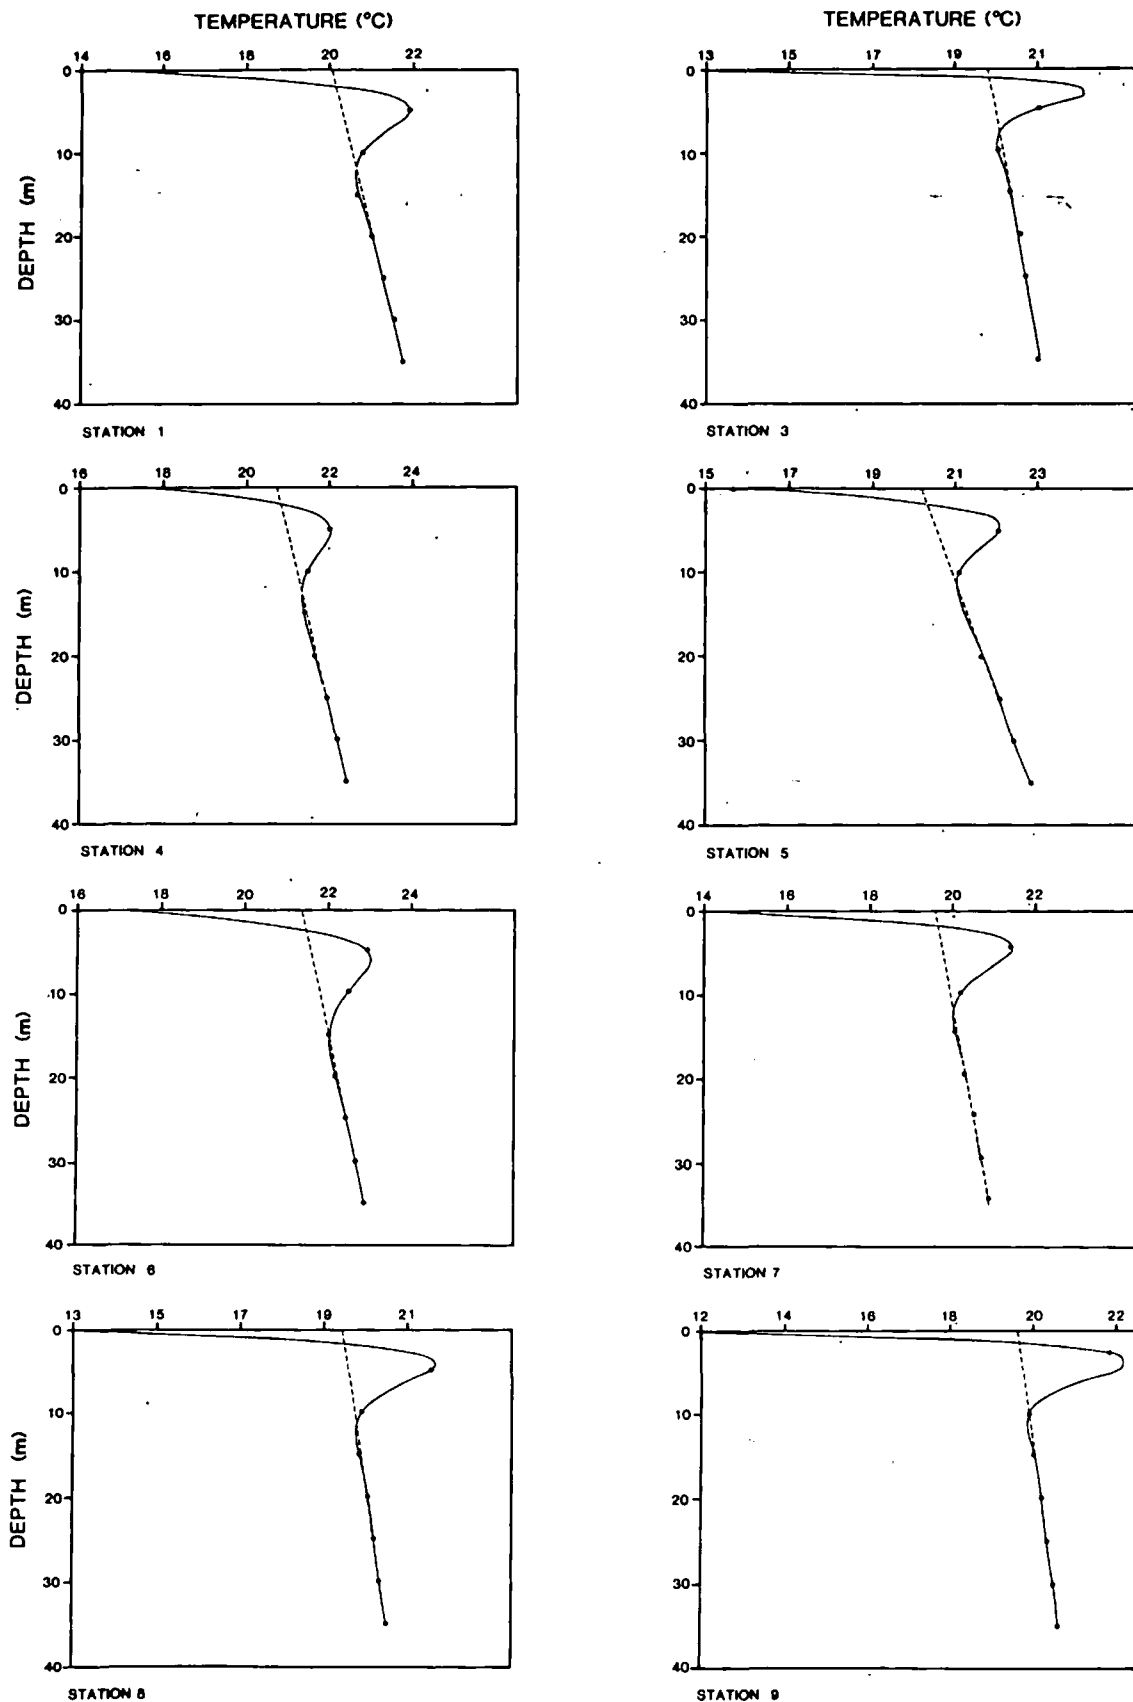 TEMPERATURE (°C)
TEMPERATURE (°C)
14 16 18 20 22
13 15 17 19 21
0 10 20 30 40
DEPTH (m)
0 10 20 30 40
STATION 1
STATION 3
16 18 20 22 24
15 17 19 21 23
0 10 20 30 40
DEPTH (m)
0 10 20 30 40
STATION 4
STATION 5
16 18 20 22 24
14 16 18 20 22
0 10 20 30 40
DEPTH (m)
0 10 20 30 40
STATION 6
STATION 7
13 15 17 19 21
12 14 16 18 20 22
0 10 20 30 40
DEPTH (m)
0 10 20 30 40
STATION 8
STATION 9